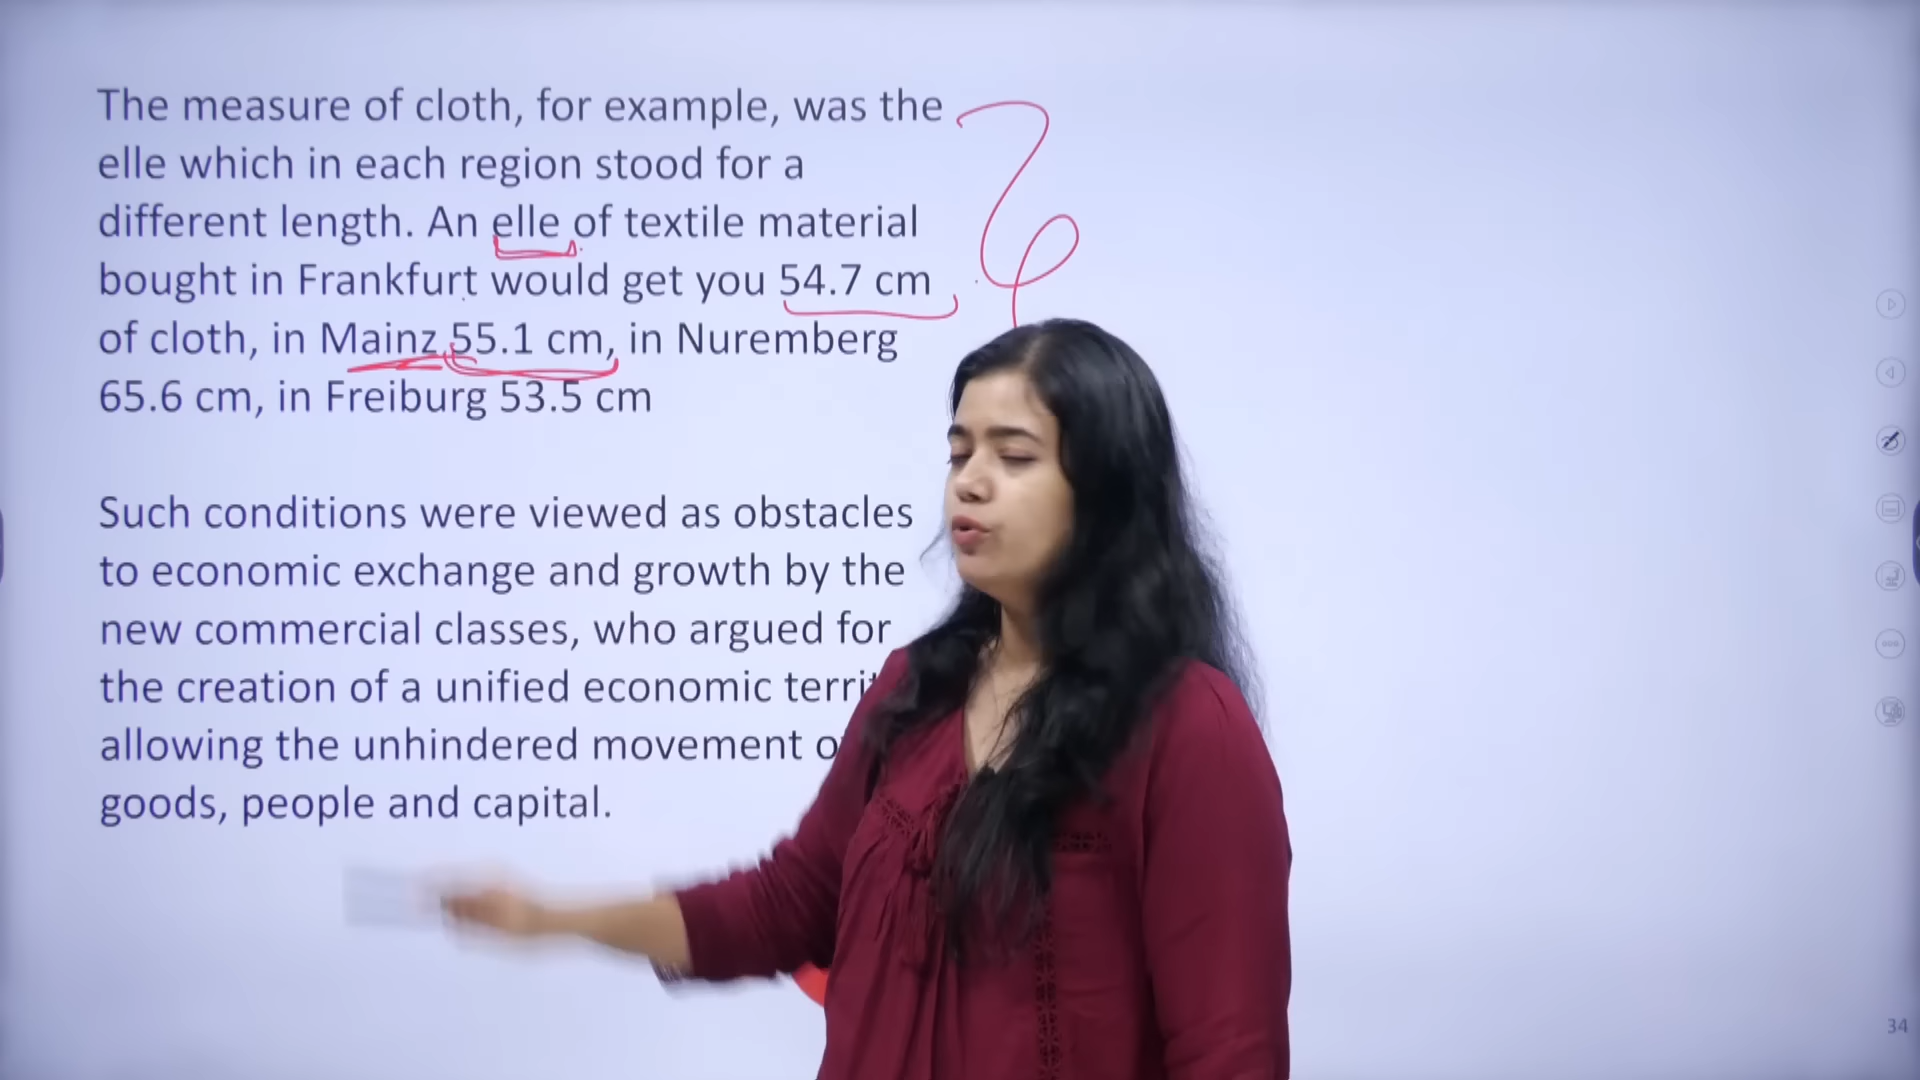 The measure of cloth, for example, was the
elle which in each region stood for a
different length. An elle of textile material
bought in Frankfurt would get you 54.7 cm
of cloth, in Mainz 55.1 cm, in Nuremberg
65.6 cm, in Freiburg 53.5 cm
Such conditions were viewed as obstacles
to economic exchange and growth by the
new commercial classes, who argued for
the creation of a unified economic
allowing the unhindered movement
goods, people and capital.
34